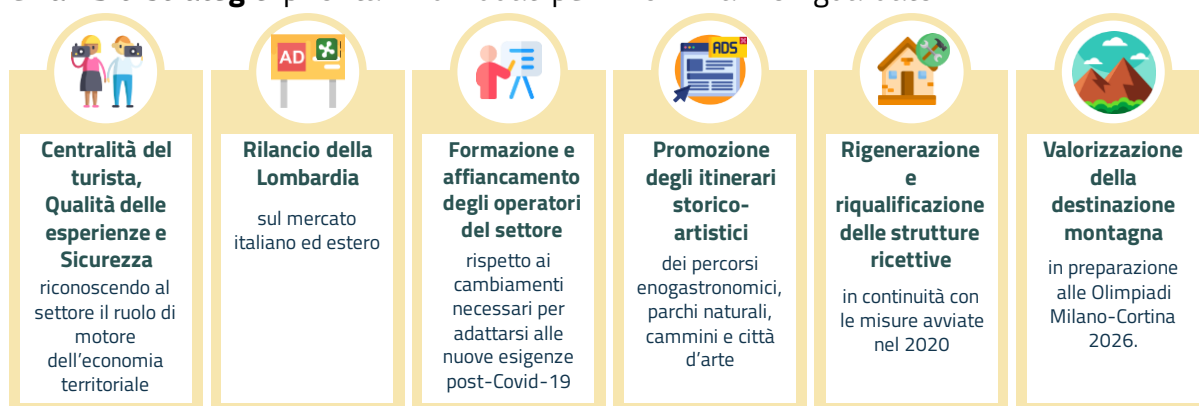 Centralità del
turista,
Qualità delle
esperienze e
Sicurezza
riconoscendo al
settore il ruolo di
motore
dell'economia
territoriale
AD
Rilancio della
Lombardia
sul mercato
italiano ed estero
Formazione e
affiancamento
degli operatori
del settore
rispetto ai
cambiamenti
necessari per
adattarsi alle
nuove esigenze
post-Covid-19
ADS
Promozione
degli itinerari
storico-
artistici
dei percorsi
enogastronomici,
parchi naturali,
cammini e città
d'arte
Rigenerazione
e
riqualificazione
delle strutture
ricettive
in continuità con
le misure avviate
nel 2020
Valorizzazione
della
destinazione
montagna
in preparazione
alle Olimpiadi
Milano-Cortina
2026.